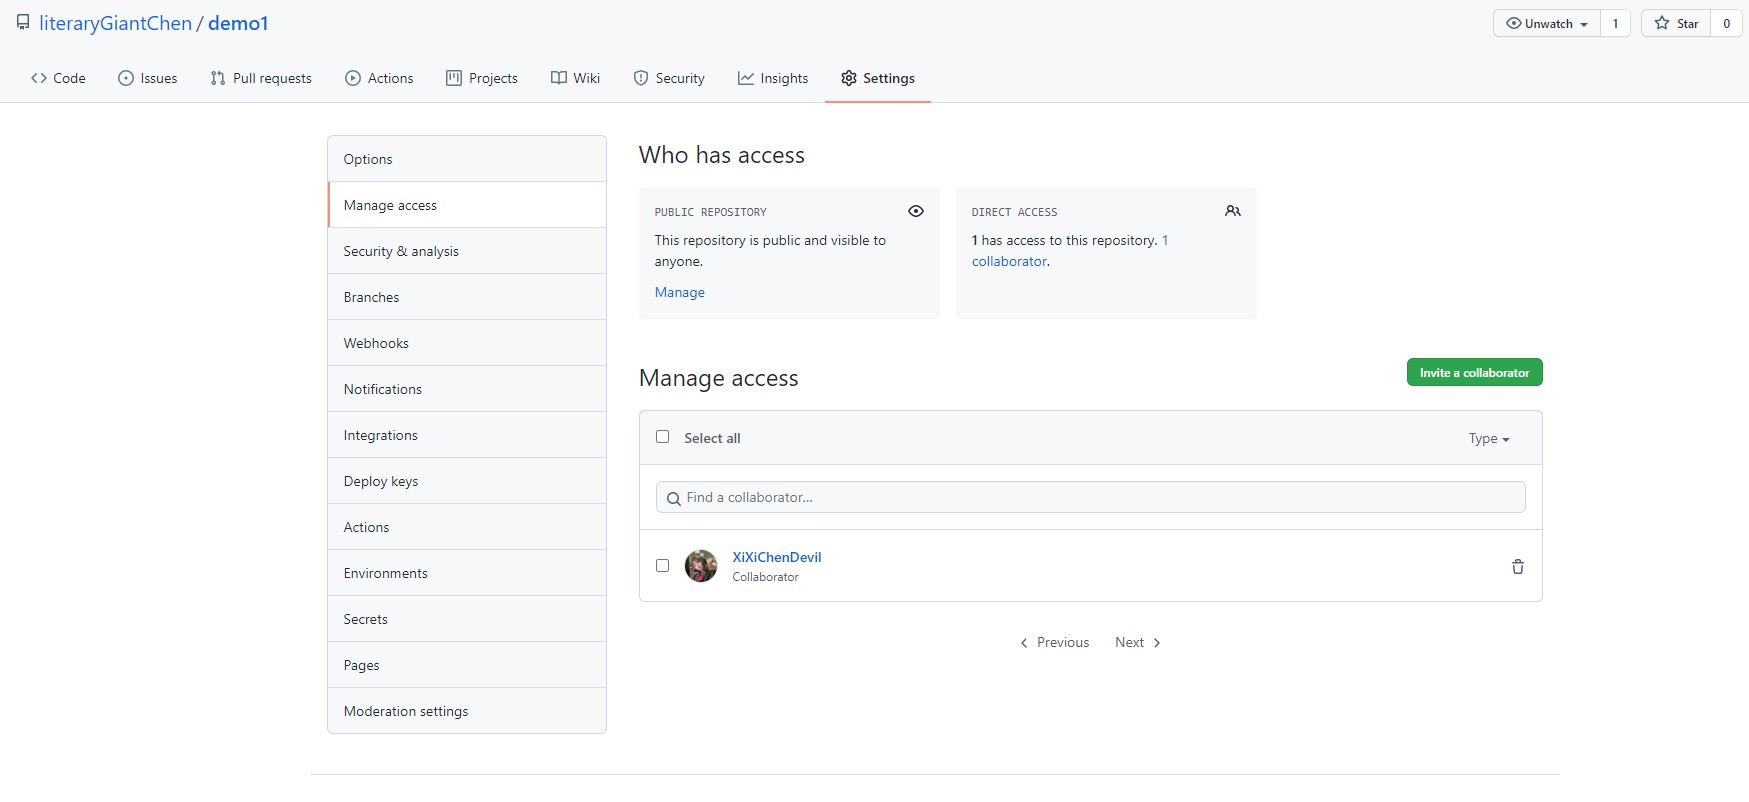 literaryGiantChen / demo1
Unwatch 1 Star 0
Code Issues Pull requests Actions Projects Wiki Security Insights Settings
Options
Manage access
Security & analysis
Branches
Webhooks
Notifications
Integrations
Deploy keys
Actions
Environments
Secrets
Pages
Moderation settings
Who has access
PUBLIC REPOSITORY
This repository is public and visible to
anyone.
Manage
DIRECT ACCESS
1 has access to this repository. 1
collaborator.
Manage access
Invite a collaborator
Select all
Type
Find a collaborator...
XiXiChenDevil
Collaborator
Previous Next